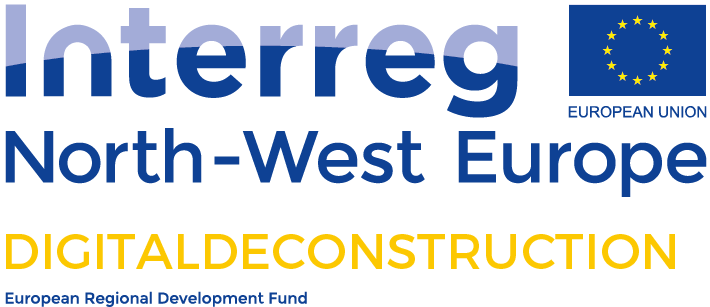 Interreg
EUROPEAN UNION
North-West Europe
DIGITALDECONSTRUCTION
European Regional Development Fund